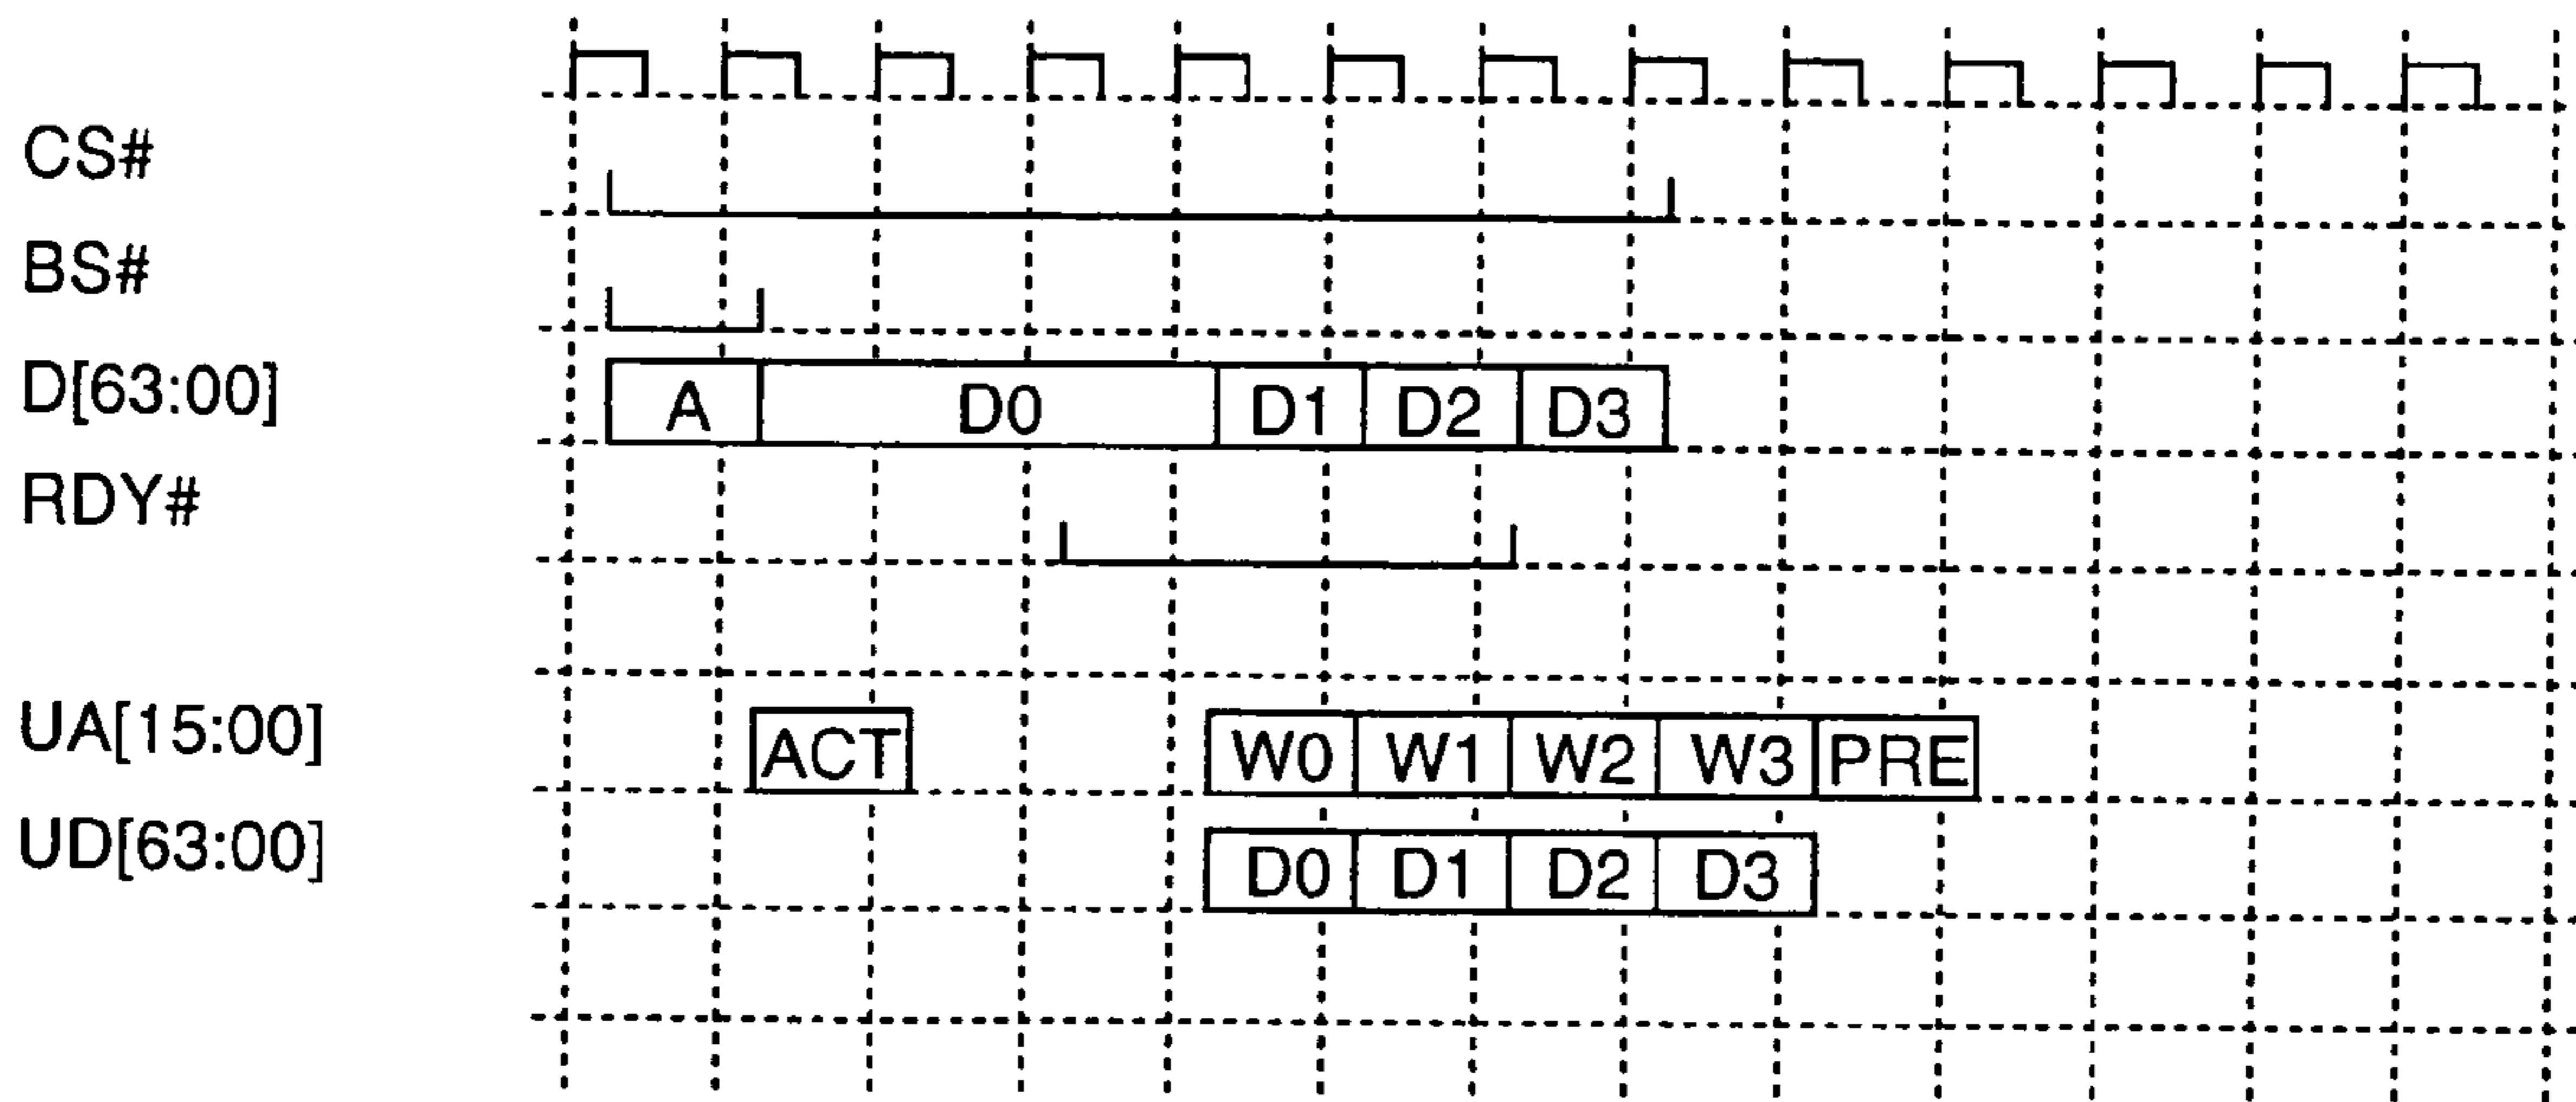 CS#
BS#
D[63:00] A D0 D1 D2 D3
RDY#
UA[15:00] ACT W0 W1 W2 W3 PRE
UD[63:00] D0 D1 D2 D3